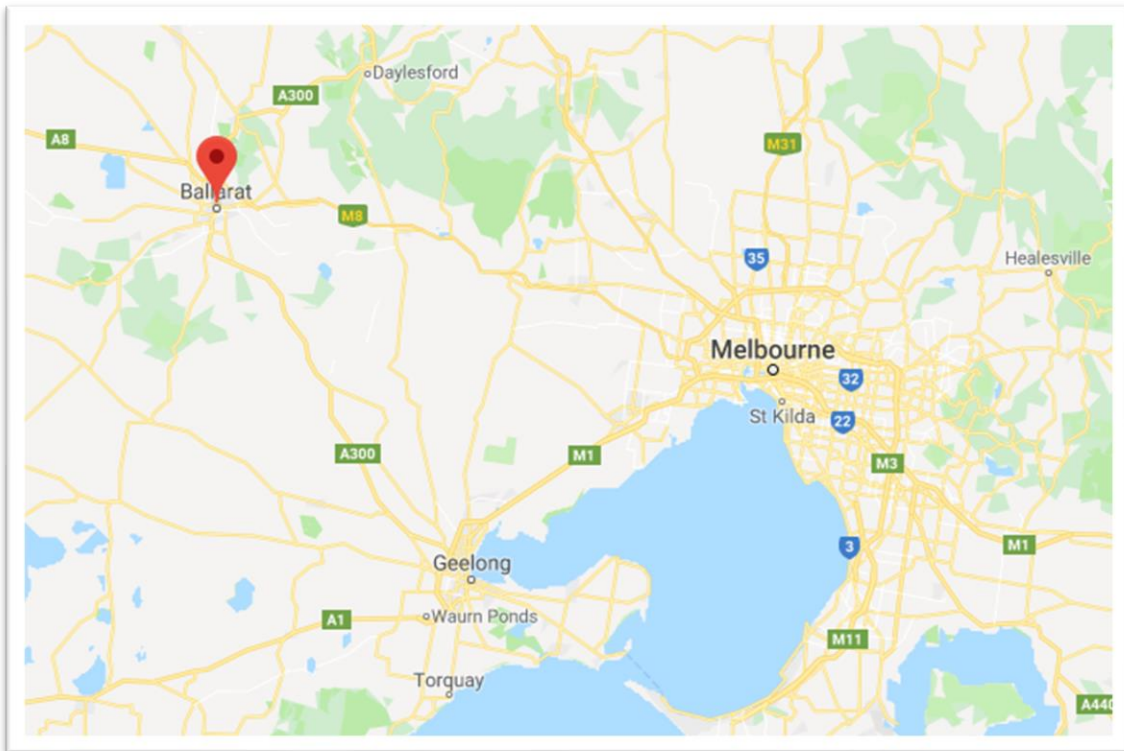 Daylesford
A300
A8
M31
Ballarat
M8
35
Healesville
Melbourne
32
St Kilda
22
A300
M1
M3
3
M1
Geelong
A1
Waurn Ponds
M11
Torquay
A440